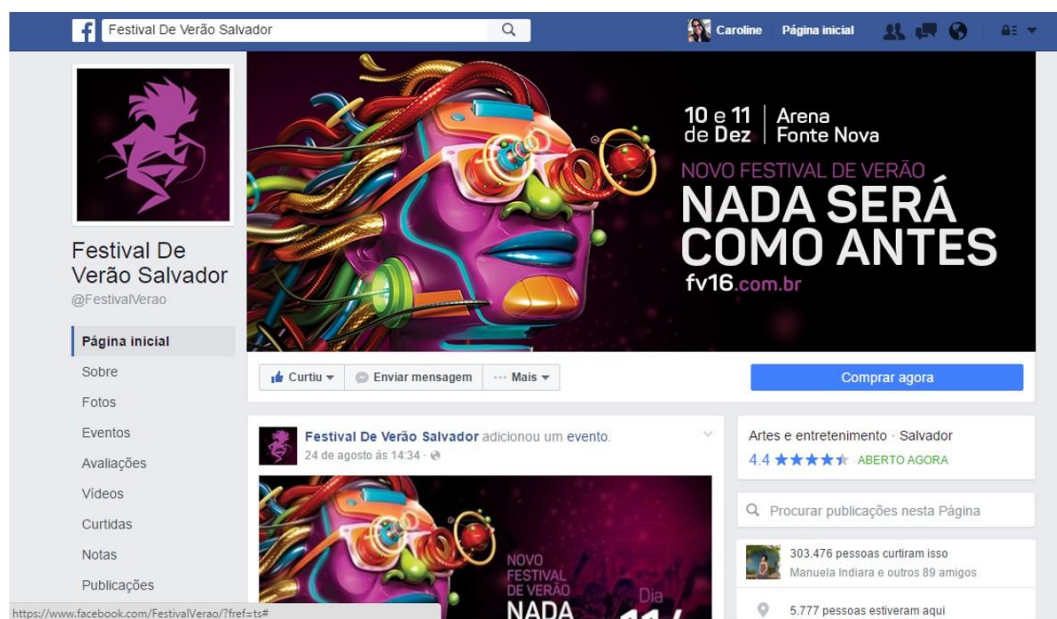 Festival De Verão Salvador
Caroline
Página inicial
10 e 11 de Dez
Arena Fonte Nova
NOVO FESTIVAL DE VERÃO
NADA SERÁ
COMO ANTES
fv16.com.br
Festival De
Verão Salvador
@FestivalVerao
Página inicial
Sobre
Fotos
Eventos
Avaliações
Vídeos
Curtidas
Notas
Publicações
Curtiu
Enviar mensagem
Mais
Comprar agora
Festival De Verão Salvador adicionou um evento.
24 de agosto às 14:34
NOVO
FESTIVAL
DE VERÃO
NADA
Dia
11
Artes e entretenimento · Salvador
4.4 ABERTO AGORA
Procurar publicações nesta Página
303.476 pessoas curtiram isso
Manuela Indiara e outros 89 amigos
5.777 pessoas estiveram aqui
https://www.facebook.com/FestivalVerao/?fref=ts#